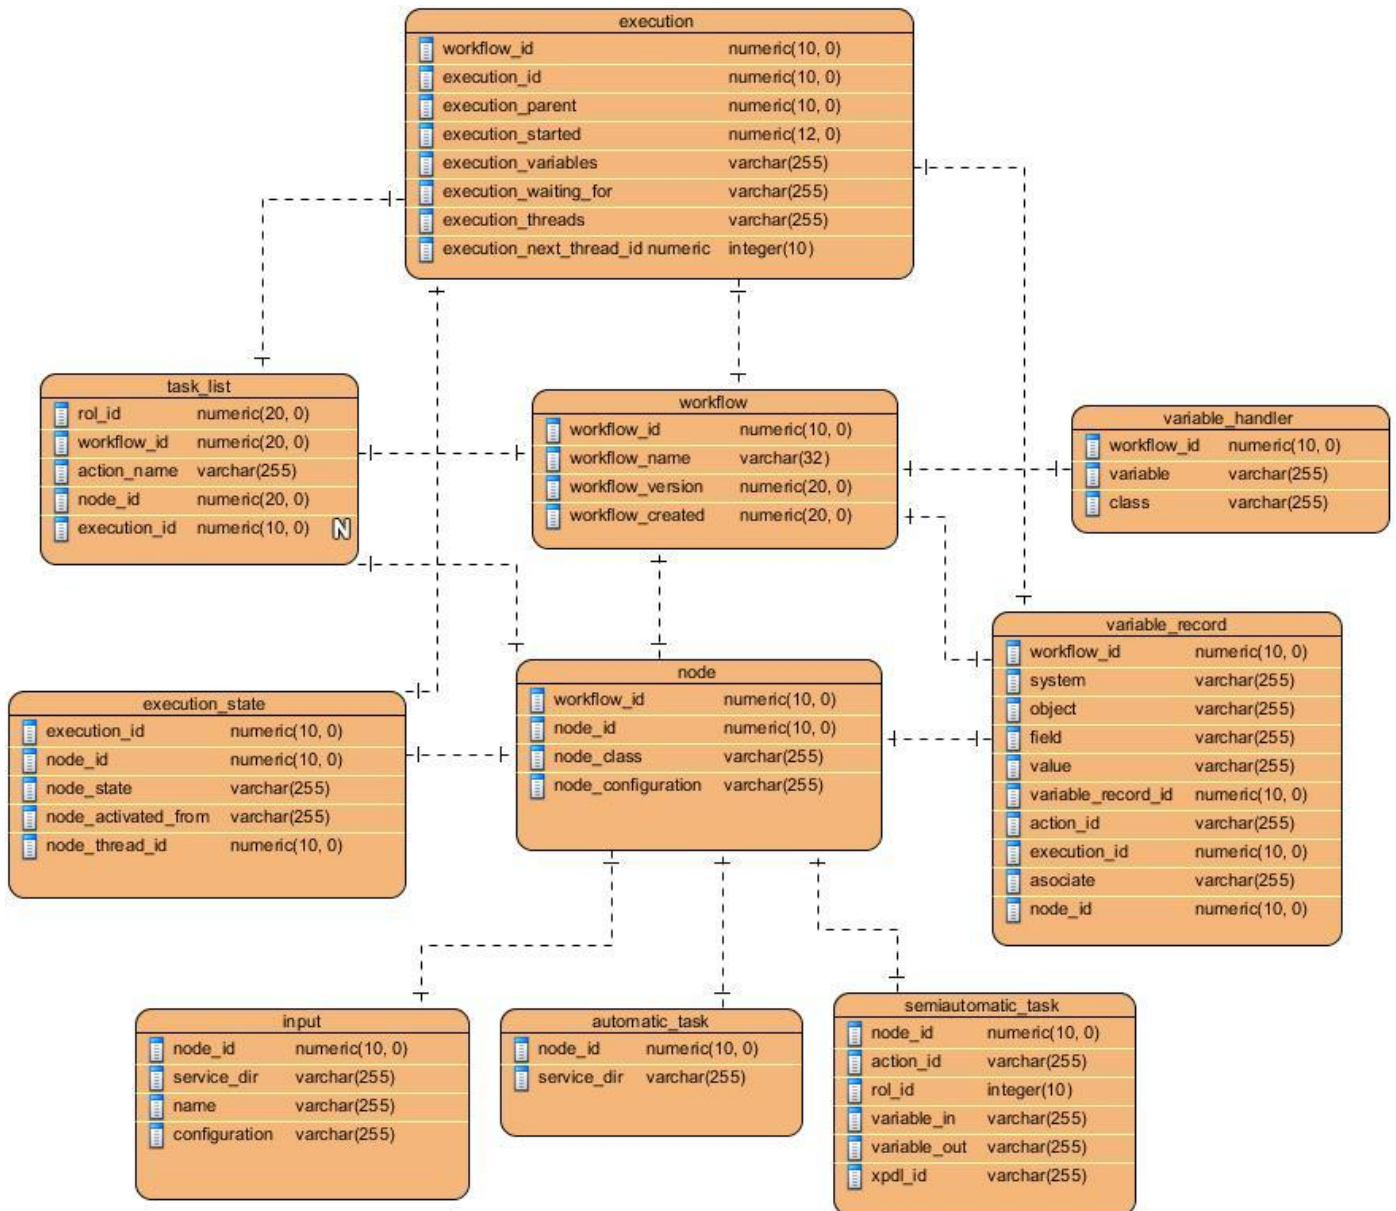 execution
workflow_id numeric(10, 0)
execution_id numeric(10, 0)
execution_parent numeric(10, 0)
execution_started numeric(12, 0)
execution_variables varchar(255)
execution_waiting_for varchar(255)
execution_threads varchar(255)
execution_next_thread_id numeric integer(10)
task_list
rol_id numeric(20, 0)
workflow_id numeric(20, 0)
action_name varchar(255)
node_id numeric(20, 0)
execution_id numeric(10, 0) N
workflow
workflow_id numeric(10, 0)
workflow_name varchar(32)
workflow_version numeric(20, 0)
workflow_created numeric(20, 0)
variable_handler
workflow_id numeric(10, 0)
variable varchar(255)
class varchar(255)
execution_state
execution_id numeric(10, 0)
node_id numeric(10, 0)
node_state varchar(255)
node_activated_from varchar(255)
node_thread_id numeric(10, 0)
node
workflow_id numeric(10, 0)
node_id numeric(10, 0)
node_class varchar(255)
node_configuration varchar(255)
variable_record
workflow_id numeric(10, 0)
system varchar(255)
object varchar(255)
field varchar(255)
value varchar(255)
variable_record_id numeric(10, 0)
action_id varchar(255)
execution_id numeric(10, 0)
asociate varchar(255)
node_id numeric(10, 0)
input
node_id numeric(10, 0)
service_dir varchar(255)
name varchar(255)
configuration varchar(255)
automatic_task
node_id numeric(10, 0)
service_dir varchar(255)
semiautomatic_task
node_id numeric(10, 0)
action_id varchar(255)
rol_id integer(10)
variable_in varchar(255)
variable_out varchar(255)
xpdl_id varchar(255)